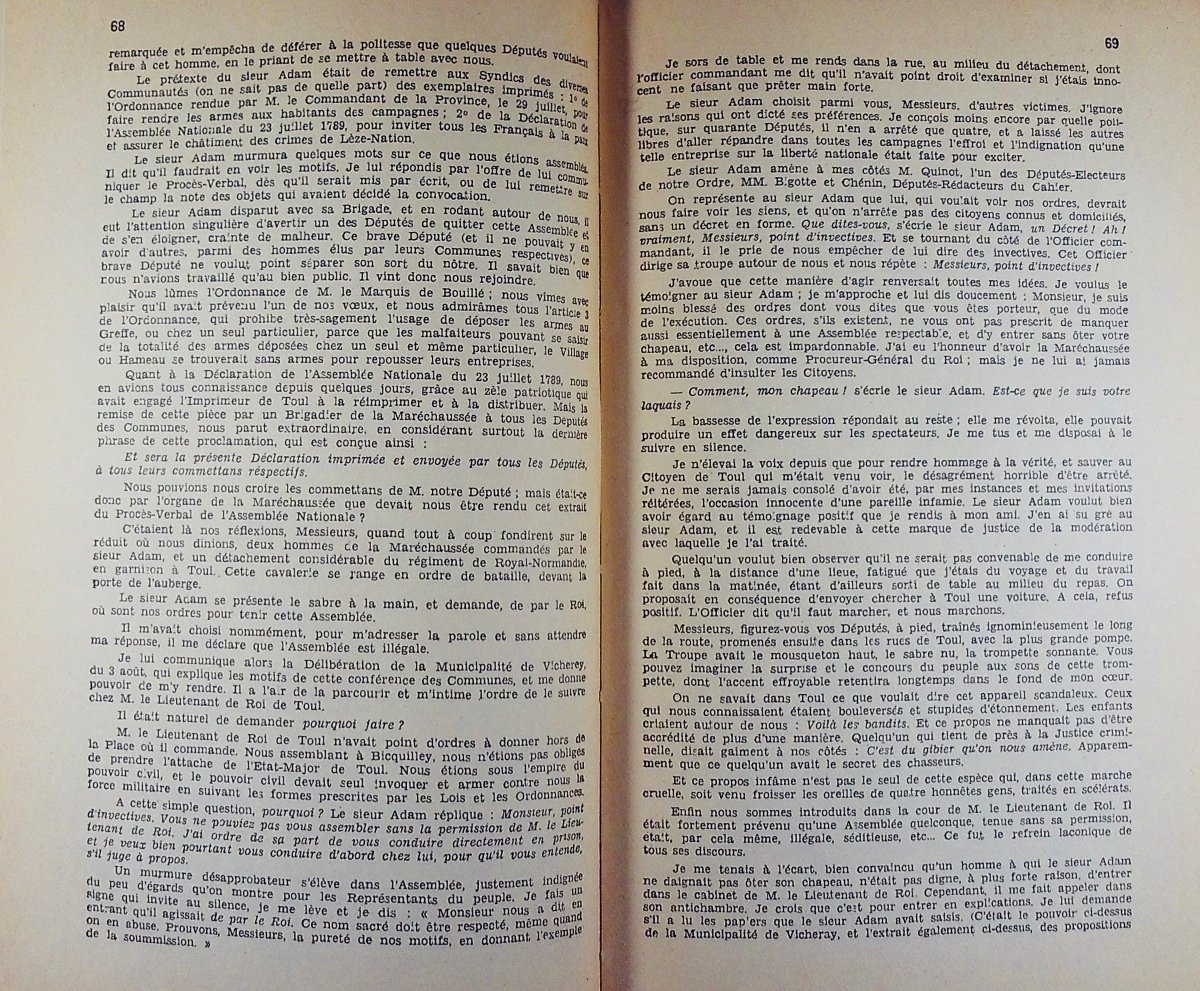 68
remarquée et m'empêcha de déférer à la politesse que quelques Députés voulaient
faire à cet homme, en le priant de se mettre à table avec nous.
Le prétexte du sieur Adam était de remettre aux Syndics des diverses
Communautés (on ne sait pas de quelle part) des exemplaires imprimés : 1° de
l'Ordonnance rendue par M. le Commandant de la Province, le 29 juillet, pour
faire rendre les armes aux habitants des campagnes ; 2° de la Déclaration de
l'Assemblée Nationale du 23 juillet 1789, pour inviter tous les Français à la paix
et assurer le châtiment des crimes de Lèze-Nation.
Le sieur Adam murmura quelques mots sur ce que nous étions assemblés.
Il dit qu'il faudrait en voir les motifs. Je lui répondis par l'offre de lui commu-
niquer le Procès-Verbal, dès qu'il serait mis par écrit, ou de lui remettre sur
le champ la note des objets qui avaient décidé la convocation.
Le sieur Adam disparut avec sa Brigade, et en rodant autour de nous, il
eut l'attention singulière d'avertir un des Députés de quitter cette Assemblée et
de s'en éloigner, crainte de malheur. Ce brave Député (et il ne pouvait y en
avoir d'autres, parmi des hommes élus par leurs Communes respectives), ce
brave Député ne voulut point séparer son sort du nôtre. Il savait bien que
nous n'avions travaillé qu'au bien public. Il vint donc nous rejoindre.
Nous lûmes l'Ordonnance de M. le Marquis de Bouillé ; nous vimes avec
plaisir qu'il avait prévenu l'un de nos vœux, et nous admirâmes tous l'article 3
de l'Ordonnance, qui prohibe très-sagement l'usage de déposer les armes au
Greffe, ou chez un seul particulier, parce que les malfaiteurs pouvant se saisir
de la totalité des armes déposées chez un seul et même particulier, le Village
ou Hameau se trouverait sans armes pour repousser leurs entreprises.
Quant à la Déclaration de l'Assemblée Nationale du 23 juillet 1789, nous
en avions tous connaissance depuis quelques jours, grâce au zèle patriotique qui
avait engagé l'Imprimeur de Toul à la réimprimer et à la distribuer. Mais la
remise de cette pièce par un Brigadier de la Maréchaussée à tous les Députés
des Communes, nous parut extraordinaire, en considérant surtout la dernière
phrase de cette proclamation, qui est conçue ainsi :
Et sera la présente Déclaration imprimée et envoyée par tous les Députés,
à tous leurs commettans respectifs.
Nous pouvions nous croire les commettans de M. notre Député ; mais était-ce
donc par l'organe de la Maréchaussée que devait nous être rendu cet extrait
du Procès-Verbal de l'Assemblée Nationale ?
C'étaient là nos réflexions, Messieurs, quand tout à coup fondirent sur le
réduit où nous dinions, deux hommes de la Maréchaussée commandés par le
sieur Adam, et un détachement considérable du régiment de Royal-Normandie,
en garnison à Toul. Cette cavalerie se range en ordre de bataille, devant la
porte de l'auberge.
Le sieur Adam se présente le sabre à la main, et demande, de par le Roi,
où sont nos ordres pour tenir cette Assemblée.
Il m'avait choisi nommément, pour m'adresser la parole et sans attendre
ma réponse, il me déclare que l'Assemblée est illégale.
Je lui communique alors la Délibération de la Municipalité de Vicherey,
du 3 août, qui explique les motifs de cette conférence des Communes, et me donne
pouvoir de m'y rendre. Il a l'air de la parcourir et m'intime l'ordre de le suivre
chez M. le Lieutenant de Roi de Toul.
Il était naturel de demander pourquoi faire ?
M. le Lieutenant de Roi de Toul n'avait point d'ordres à donner hors de
la Place où il commande. Nous assemblant à Bicquilley, nous n'étions pas obligés
de prendre l'attache de l'Etat-Major de Toul. Nous étions sous l'empire du
pouvoir civil, et le pouvoir civil devait seul invoquer et armer contre nous la
force militaire en suivant les formes prescrites par les Lois et les Ordonnances.
A cette simple question, pourquoi ? Le sieur Adam réplique : Monsieur, point
d'invectives. Vous ne pouviez pas vous assembler sans la permission de M. le Lieu-
tenant de Roi. J'ai ordre de sa part de vous conduire directement en prison,
et je veux bien pourtant vous conduire d'abord chez lui, pour qu'il vous entende,
s'il juge à propos.
Un murmure désapprobateur s'élève dans l'Assemblée, justement indignée
du peu d'égards qu'on montre pour les Représentants du peuple. Je fais un
signe qui invite au silence, je me lève et je dis : « Monsieur nous a dit en
entrant qu'il agissait de par le Roi. Ce nom sacré doit être respecté, même quand
on en abuse. Prouvons, Messieurs, la pureté de nos motifs, en donnant l'exemple
de la soummission. »
69
Je sors de table et me rends dans la rue, au milieu du détachement, dont
l'officier commandant me dit qu'il n'avait point droit d'examiner si j'étais inno-
cent ne faisant que prêter main forte.
Le sieur Adam choisit parmi vous, Messieurs, d'autres victimes. J'ignore
les raisons qui ont dicté ses préférences. Je conçois moins encore par quelle poli-
tique, sur quarante Députés, il n'en a arrêté que quatre, et a laissé les autres
libres d'aller répandre dans toutes les campagnes l'effroi et l'indignation qu'une
telle entreprise sur la liberté nationale était faite pour exciter.
Le sieur Adam amène à mes côtés M. Quinot, l'un des Députés-Electeurs
de notre Ordre, MM. Bigotte et Chénin, Députés-Rédacteurs du Cahier.
On représente au sieur Adam que lui, qui voulait voir nos ordres, devrait
nous faire voir les siens, et qu'on n'arrête pas des citoyens connus et domiciliés,
sans un décret en forme. Que dites-vous, s'écrie le sieur Adam, un Décret ! Ah !
vraiment, Messieurs, point d'invectives. Et se tournant du côté de l'Officier com-
mandant, il le prie de nous empêcher de lui dire des invectives. Cet Officier
dirige sa troupe autour de nous et nous répète : Messieurs, point d'invectives !
J'avoue que cette manière d'agir renversait toutes mes idées. Je voulus le
témoigner au sieur Adam ; je m'approche et lui dis doucement : Monsieur, je suis
moins blessé des ordres dont vous dites que vous êtes porteur, que du mode
de l'exécution. Ces ordres, s'ils existent, ne vous ont pas prescrit de manquer
aussi essentiellement à une Assemblée respectable, et d'y entrer sans ôter votre
chapeau, etc..., cela est impardonnable. J'ai eu l'honneur d'avoir la Maréchaussée
à ma disposition, comme Procureur-Général du Roi ; mais je ne lui ai jamais
recommandé d'insulter les Citoyens.
— Comment, mon chapeau ! s'écrie le sieur Adam. Est-ce que je suis votre
laquais ?
La bassesse de l'expression répondait au reste ; elle me révolta, elle pouvait
produire un effet dangereux sur les spectateurs. Je me tus et me disposai à le
suivre en silence.
Je n'élevai la voix depuis que pour rendre hommage à la vérité, et sauver au
Citoyen de Toul qui m'était venu voir, le désagrément horrible d'être arrêté.
Je ne me serais jamais consolé d'avoir été, par mes instances et mes invitations
réitérées, l'occasion innocente d'une pareille infamie. Le sieur Adam voulut bien
avoir égard au témoignage positif que je rendis à mon ami. J'en ai su gré au
sieur Adam, et il est redevable à cette marque de justice de la modération
avec laquelle je l'ai traité.
Quelqu'un voulut bien observer qu'il ne serait pas convenable de me conduire
à pied, à la distance d'une lieue, fatigué que j'étais du voyage et du travail
fait dans la matinée, étant d'ailleurs sorti de table au milieu du repas. On
proposait en conséquence d'envoyer chercher à Toul une voiture. A cela, refus
positif. L'Officier dit qu'il faut marcher, et nous marchons.
Messieurs, figurez-vous vos Députés, à pied, trainés ignominieusement le long
de la route, promenés ensuite dans les rues de Toul, avec la plus grande pompe.
La Troupe avait le mousqueton haut, le sabre nu, la trompette sonnante. Vous
pouvez imaginer la surprise et le concours du peuple aux sons de cette trom-
pette, dont l'accent effroyable retentira longtemps dans le fond de mon cœur.
On ne savait dans Toul ce que voulait dire cet appareil scandaleux. Ceux
qui nous connaissaient étaient bouleversés et stupides d'étonnement. Les enfants
criaient autour de nous : Voilà les bandits. Et ce propos ne manquait pas d'être
accrédité de plus d'une manière. Quelqu'un qui tient de près à la Justice crimi-
nelle, disait gaiment à nos côtés : C'est du gibier qu'on nous amène. Apparem-
ment que ce quelqu'un avait le secret des chasseurs.
Et ce propos infâme n'est pas le seul de cette espèce qui, dans cette marche
cruelle, soit venu froisser les oreilles de quatre honnêtes gens, traités en scélérats.
Enfin nous sommes introduits dans la cour de M. le Lieutenant de Roi. Il
était fortement prévenu qu'une Assemblée quelconque, tenue sans sa permission,
était, par cela même, illégale, séditieuse, etc... Ce fut le refrein laconique de
tous ses discours.
Je me tenais à l'écart, bien convaincu qu'un homme à qui le sieur Adam
ne daignait pas ôter son chapeau, n'était pas digne, à plus forte raison, d'entrer
dans le cabinet de M. le Lieutenant de Roi. Cependant, il me fait appeler dans
son antichambre. Je crois que c'est pour entrer en explications. Je lui demande
s'il a lu les papiers que le sieur Adam avait saisis. (C'était le pouvoir ci-dessus
de la Municipalité de Vicheray, et l'extrait également ci-dessus, des propositions